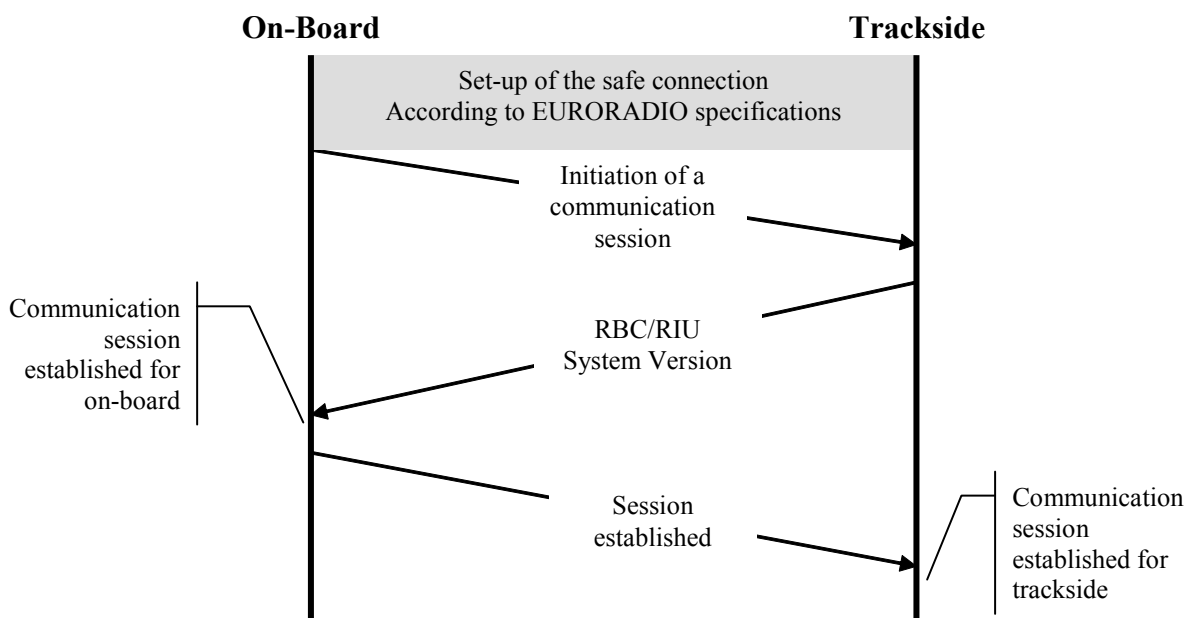 On-Board
Trackside
Set-up of the safe connection
According to EURORADIO specifications
Initiation of a
communication
session
Communication
session
established for
on-board
RBC/RIU
System Version
Session
established
Communication
session
established for
trackside